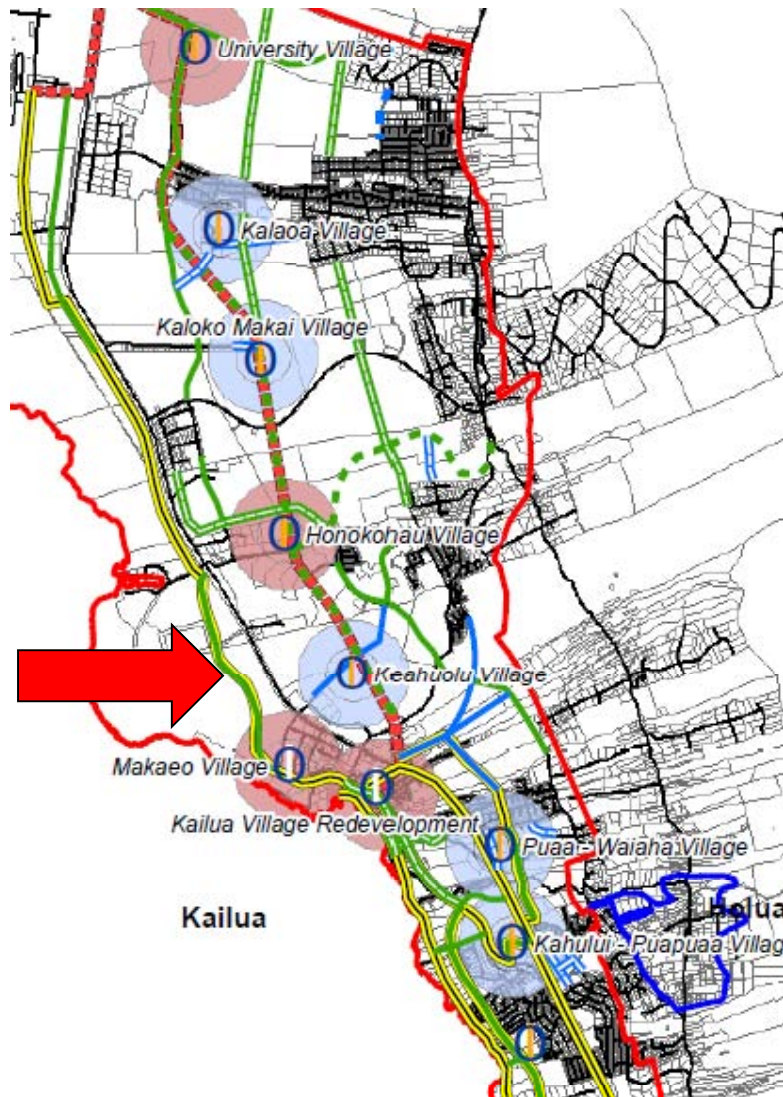 University Village
Kalaoa Village
Kaloko Makai Village
Honokohau Village
Keahuolu Village
Makaeo Village
Kailua Village Redevelopment
Puaa - Waiaha Village
Kailua
Holua
Kahului - Puapuaa Villag